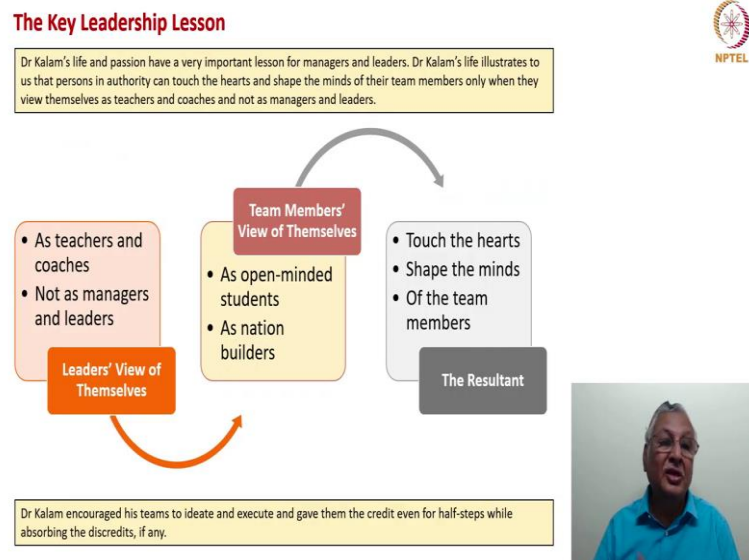 The Key Leadership Lesson
NPTEL
Dr Kalam's life and passion have a very important lesson for managers and leaders. Dr Kalam's life illustrates to
us that persons in authority can touch the hearts and shape the minds of their team members only when they
view themselves as teachers and coaches and not as managers and leaders.
• As teachers and
coaches
• Not as managers
and leaders
Leaders' View of
Themselves
Team Members'
View of Themselves
• As open-minded
students
• As nation
builders
• Touch the hearts
• Shape the minds
• Of the team
members
The Resultant
Dr Kalam encouraged his teams to ideate and execute and gave them the credit even for half-steps while
absorbing the discredits, if any.